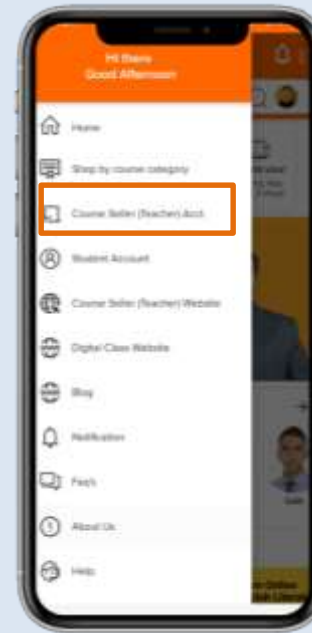 Hi there
Good Afternoon
Home
Shop by course category
Course Seller (Teacher) Acct
Student Account
Course Seller (Teacher) Website
Digital Class Website
Blog
Notification
Faq's
About Us
Help